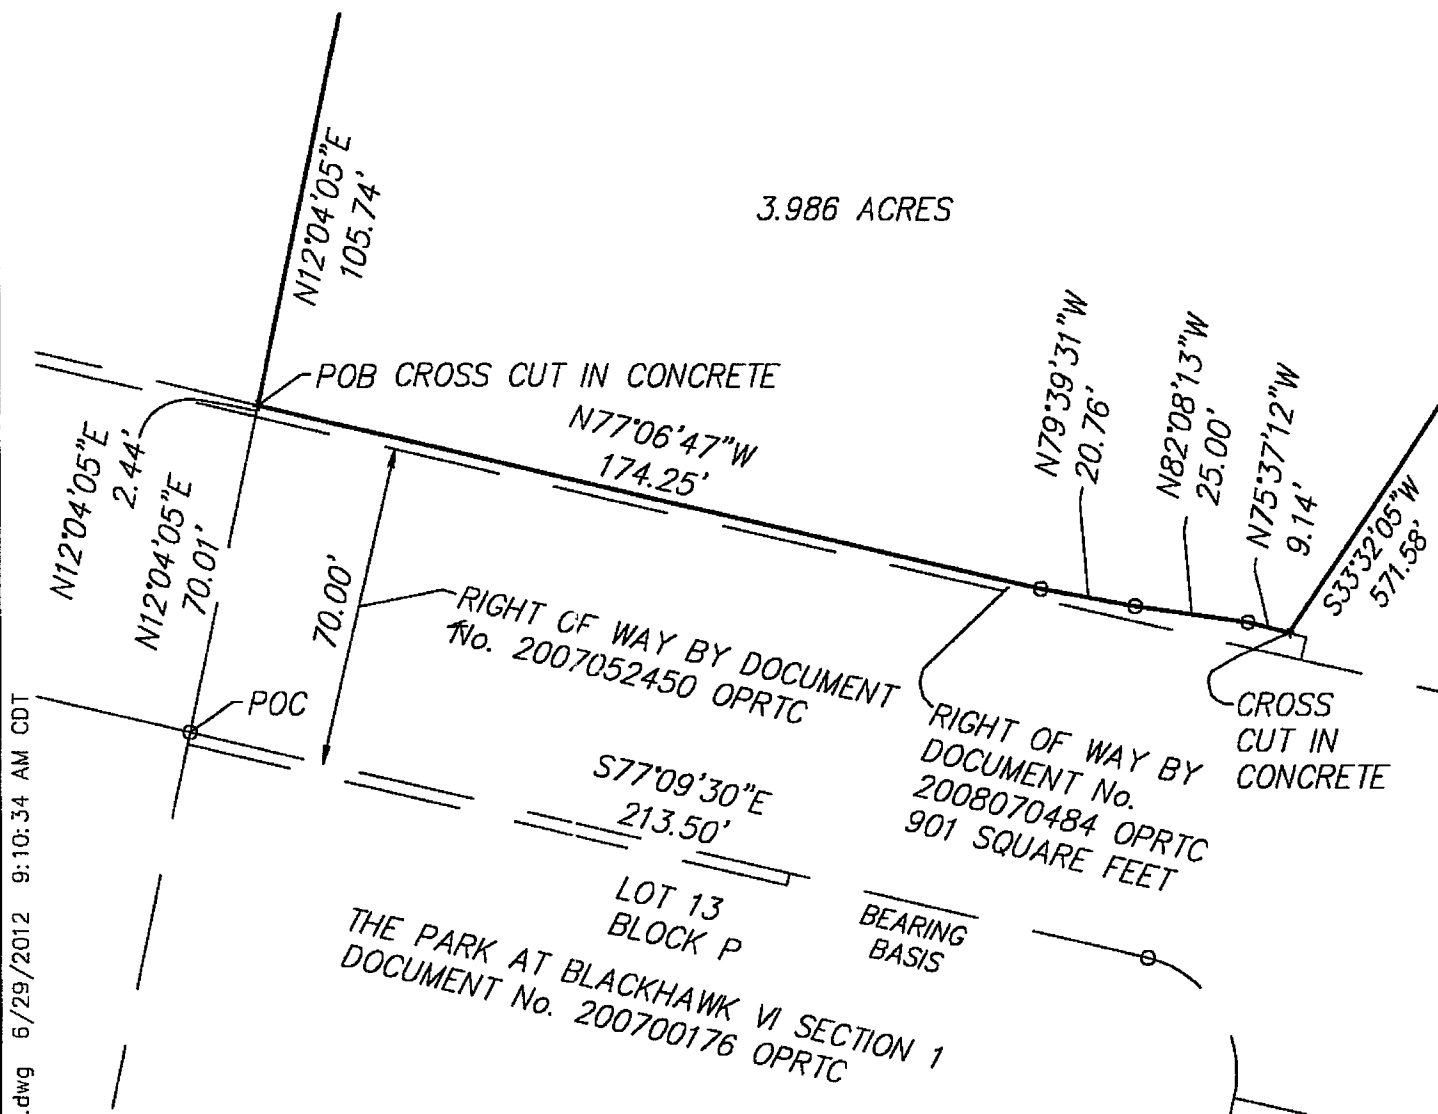 N12°04'05"E
105.74'
3.986 ACRES
POB CROSS CUT IN CONCRETE
N77°06'47"W
174.25'
N79°39'31"W
20.76'
N82°08'13"W
25.00'
N75°37'12"W
9.14'
S33°32'05"W
571.58'
N12°04'05"E
2.44'
N12°04'05"E
70.01'
70.00'
RIGHT OF WAY BY DOCUMENT
No. 2007052450 OPRTC
POC
RIGHT OF WAY BY
DOCUMENT No.
2008070484 OPRTC
901 SQUARE FEET
CROSS
CUT IN
CONCRETE
S77°09'30"E
213.50'
LOT 13
BLOCK P
BEARING
BASIS
THE PARK AT BLACKHAWK VI SECTION 1
DOCUMENT No. 200700176 OPRTC
.dwg 6/29/2012 9:10:34 AM CDT